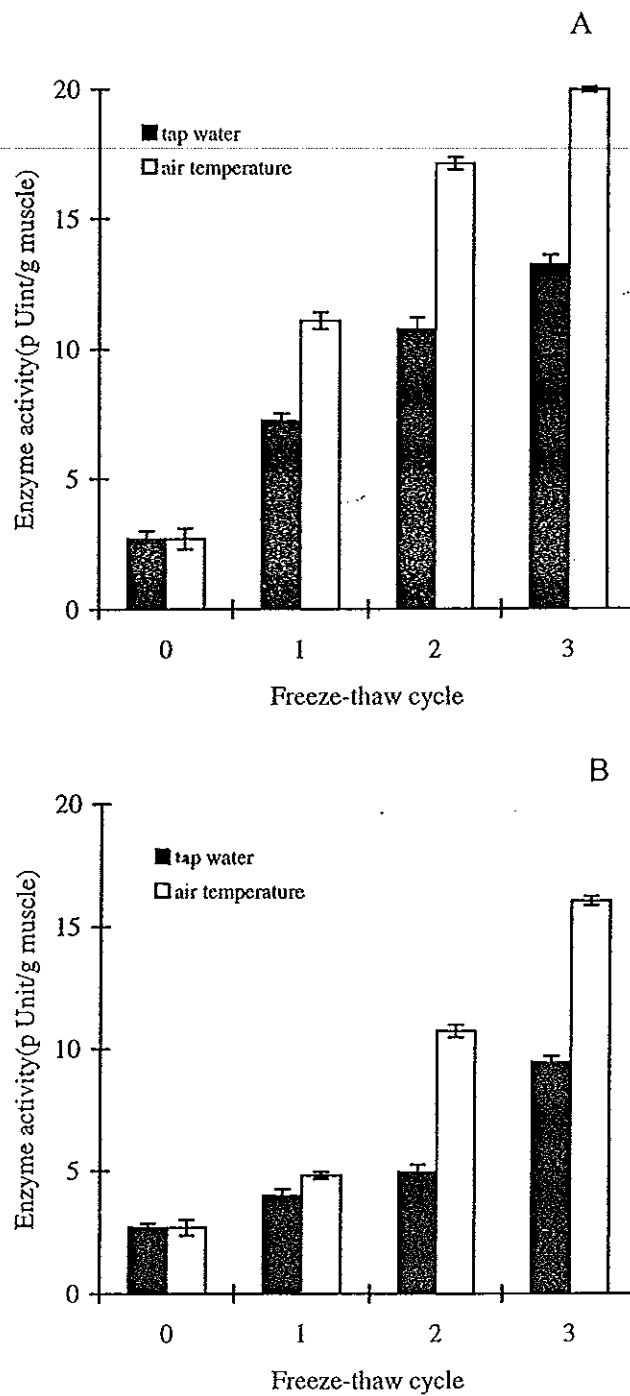 A
20
15
10
5
0
tap water
air temperature
Enzyme activity(p Uint/g muscle)
0 1 2 3
Freeze-thaw cycle
B
20
15
10
5
0
tap water
air temperature
Enzyme activity(p Unit/g muscle)
0 1 2 3
Freeze-thaw cycle